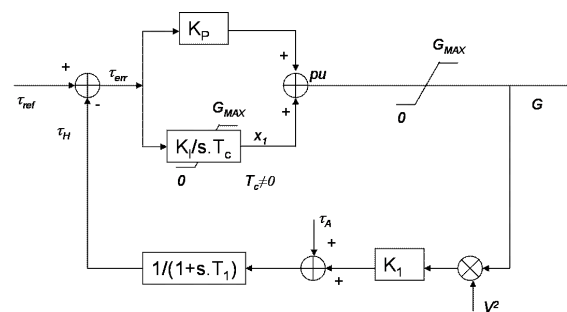 K_P
G_MAX
+
τ_err
+
pu
+
τ_ref
-
G_MAX
+
0
G
τ_H
x_1
K_I/s.T_c
0
T_c≠0
τ_A
+
1/(1+s.T_1)
+
K_1
V²